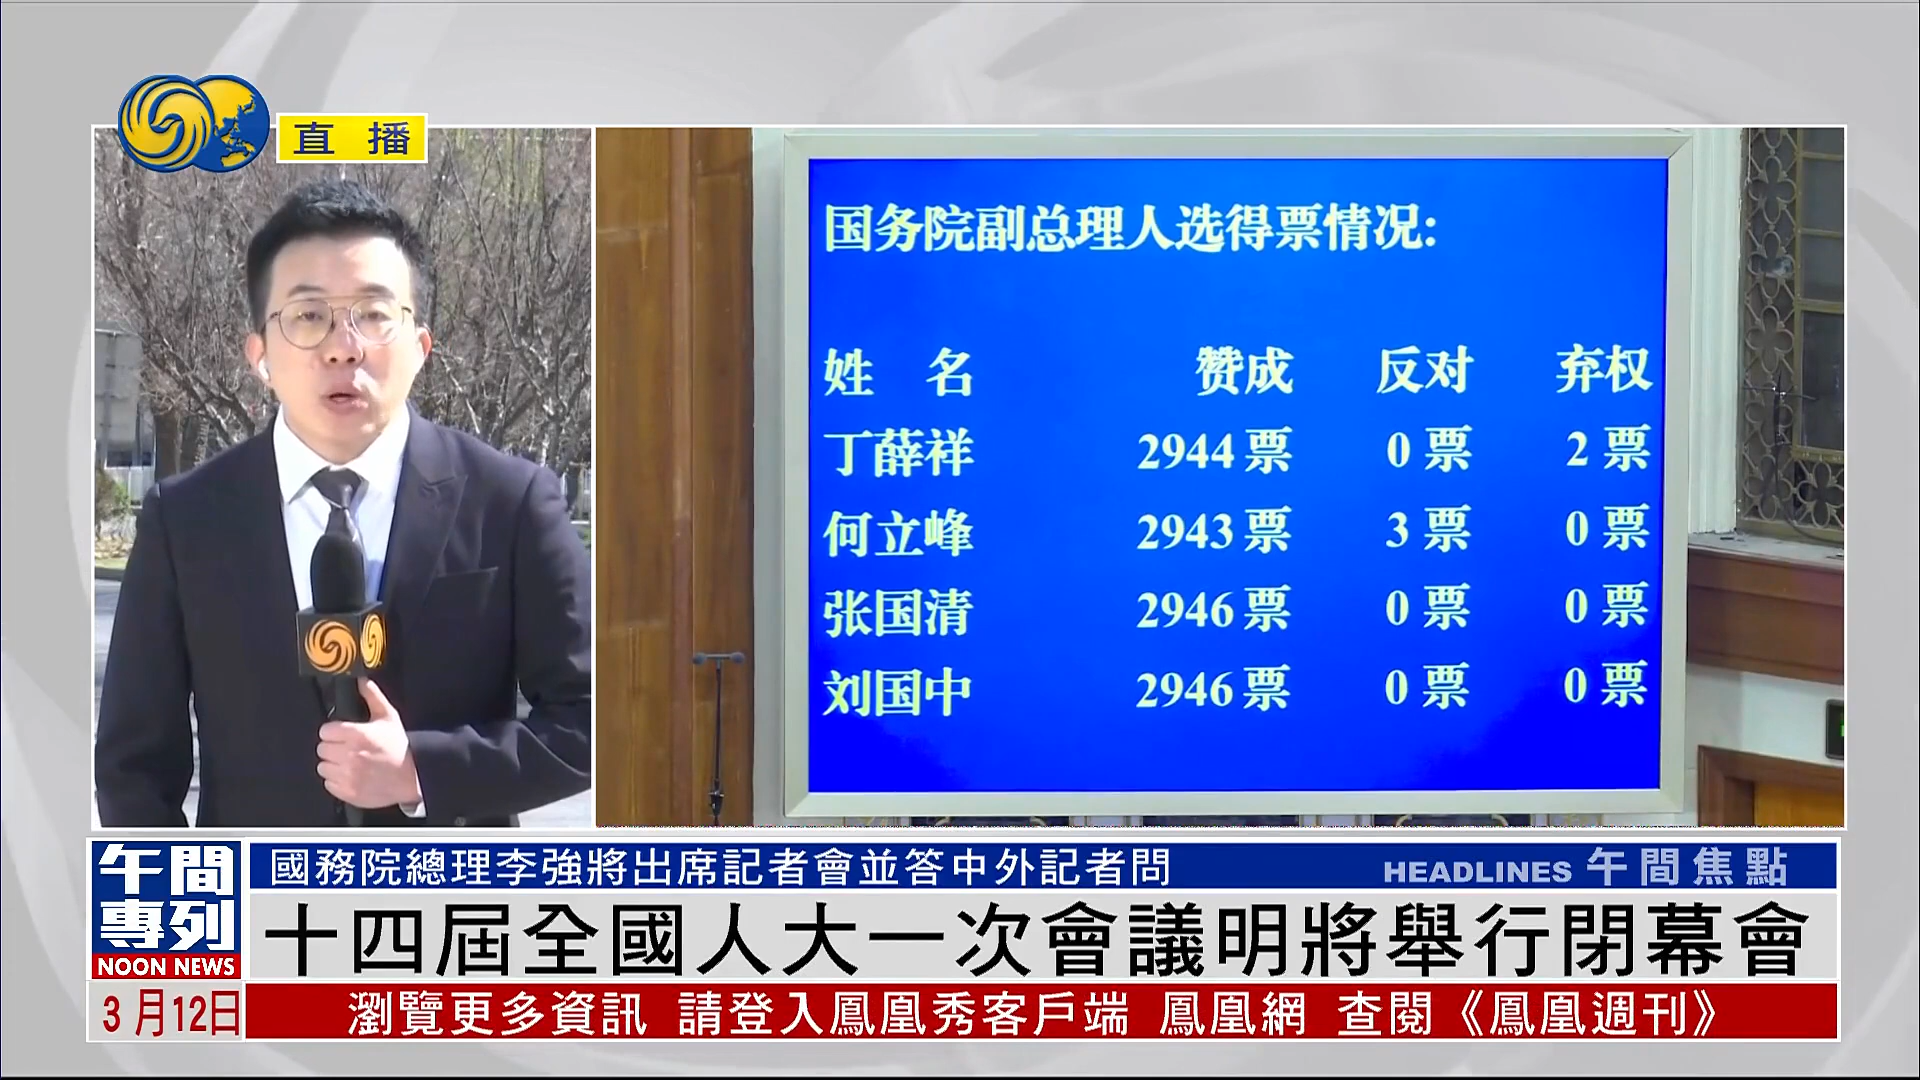 直播
国务院副总理人选得票情况:
姓 名 赞成 反对 弃权
丁薛祥 2944票 0票 2票
何立峰 2943票 3票 0票
张国清 2946票 0票 0票
刘国中 2946票 0票 0票
國務院總理李強將出席記者會並答中外記者問
HEADLINES 午間焦點
午間
專列
NOON NEWS
十四屆全國人大一次會議明將舉行閉幕會
3月12日
瀏覽更多資訊 請登入鳳凰秀客戶端 鳳凰網 查閱《鳳凰週刊》